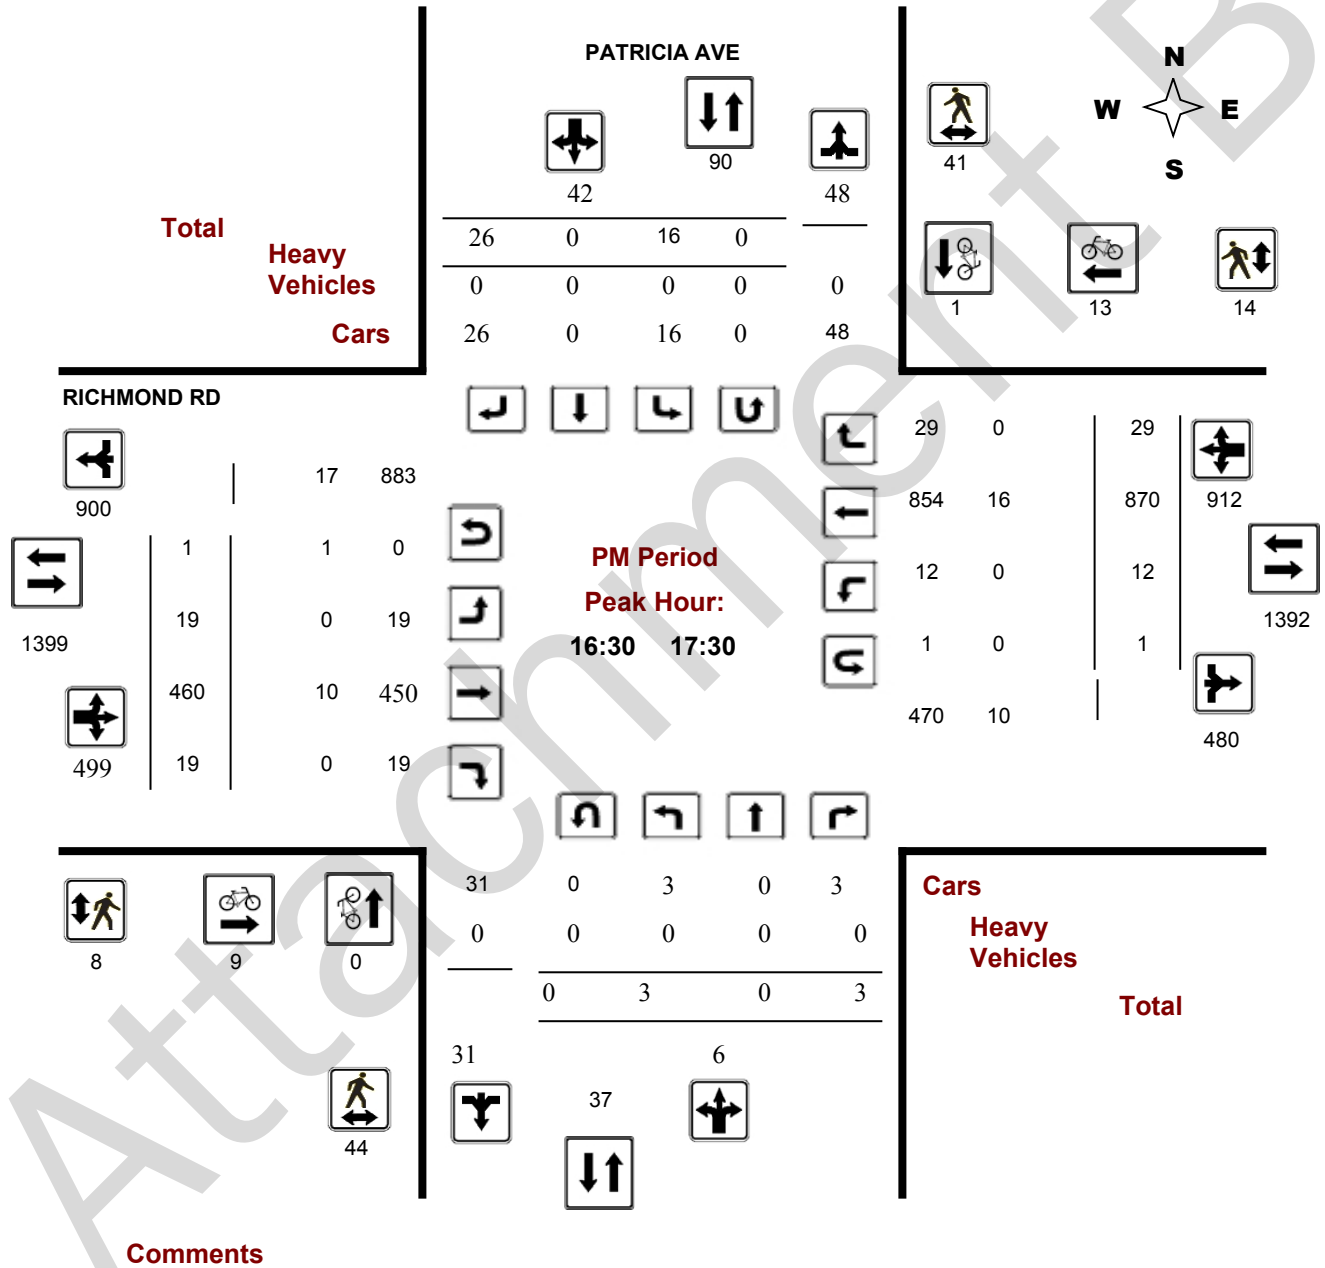 PATRICIA AVE
N
W E
S
90
41
42 48
Total 26 0 16 0
Heavy
Vehicles 0 0 0 0 0
1 13 14
Cars 26 0 16 48
0
RICHMOND RD
29 0 29
17 883
900
854 16 870 912
1 1 0
PM Period
12 0 12
Peak Hour:
19 0 19
1399
16:30 17:30
1 0 1
1392
460 10 450
470 10
480
499 19 0 19
31 0 3 0 3
Cars
0 0 0 0 0
Heavy
Vehicles
8 9 0
0 3 0 3
Total
31 6
37
44
Comments
Attachment B